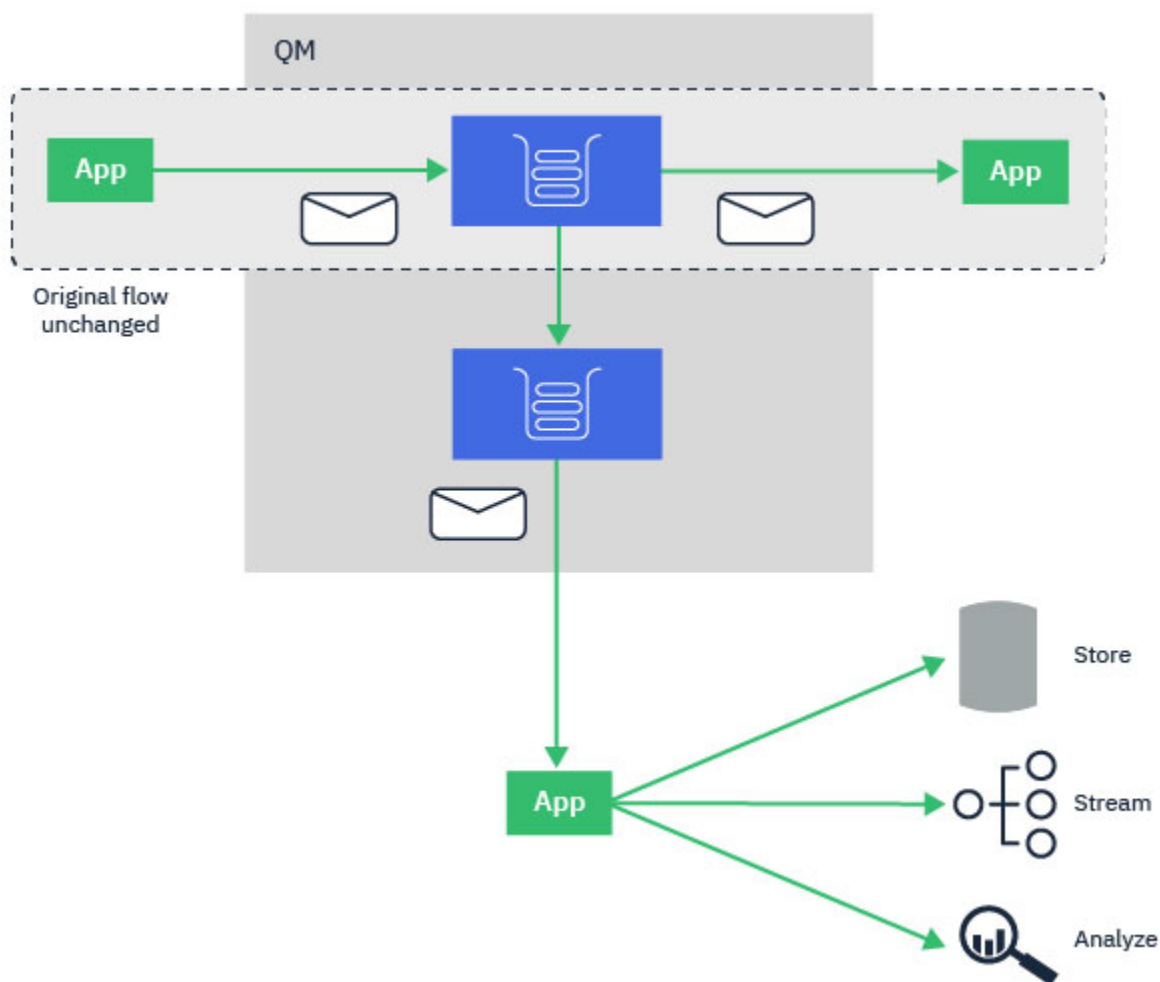 QM
App
App
Original flow
unchanged
Store
App
Stream
Analyze